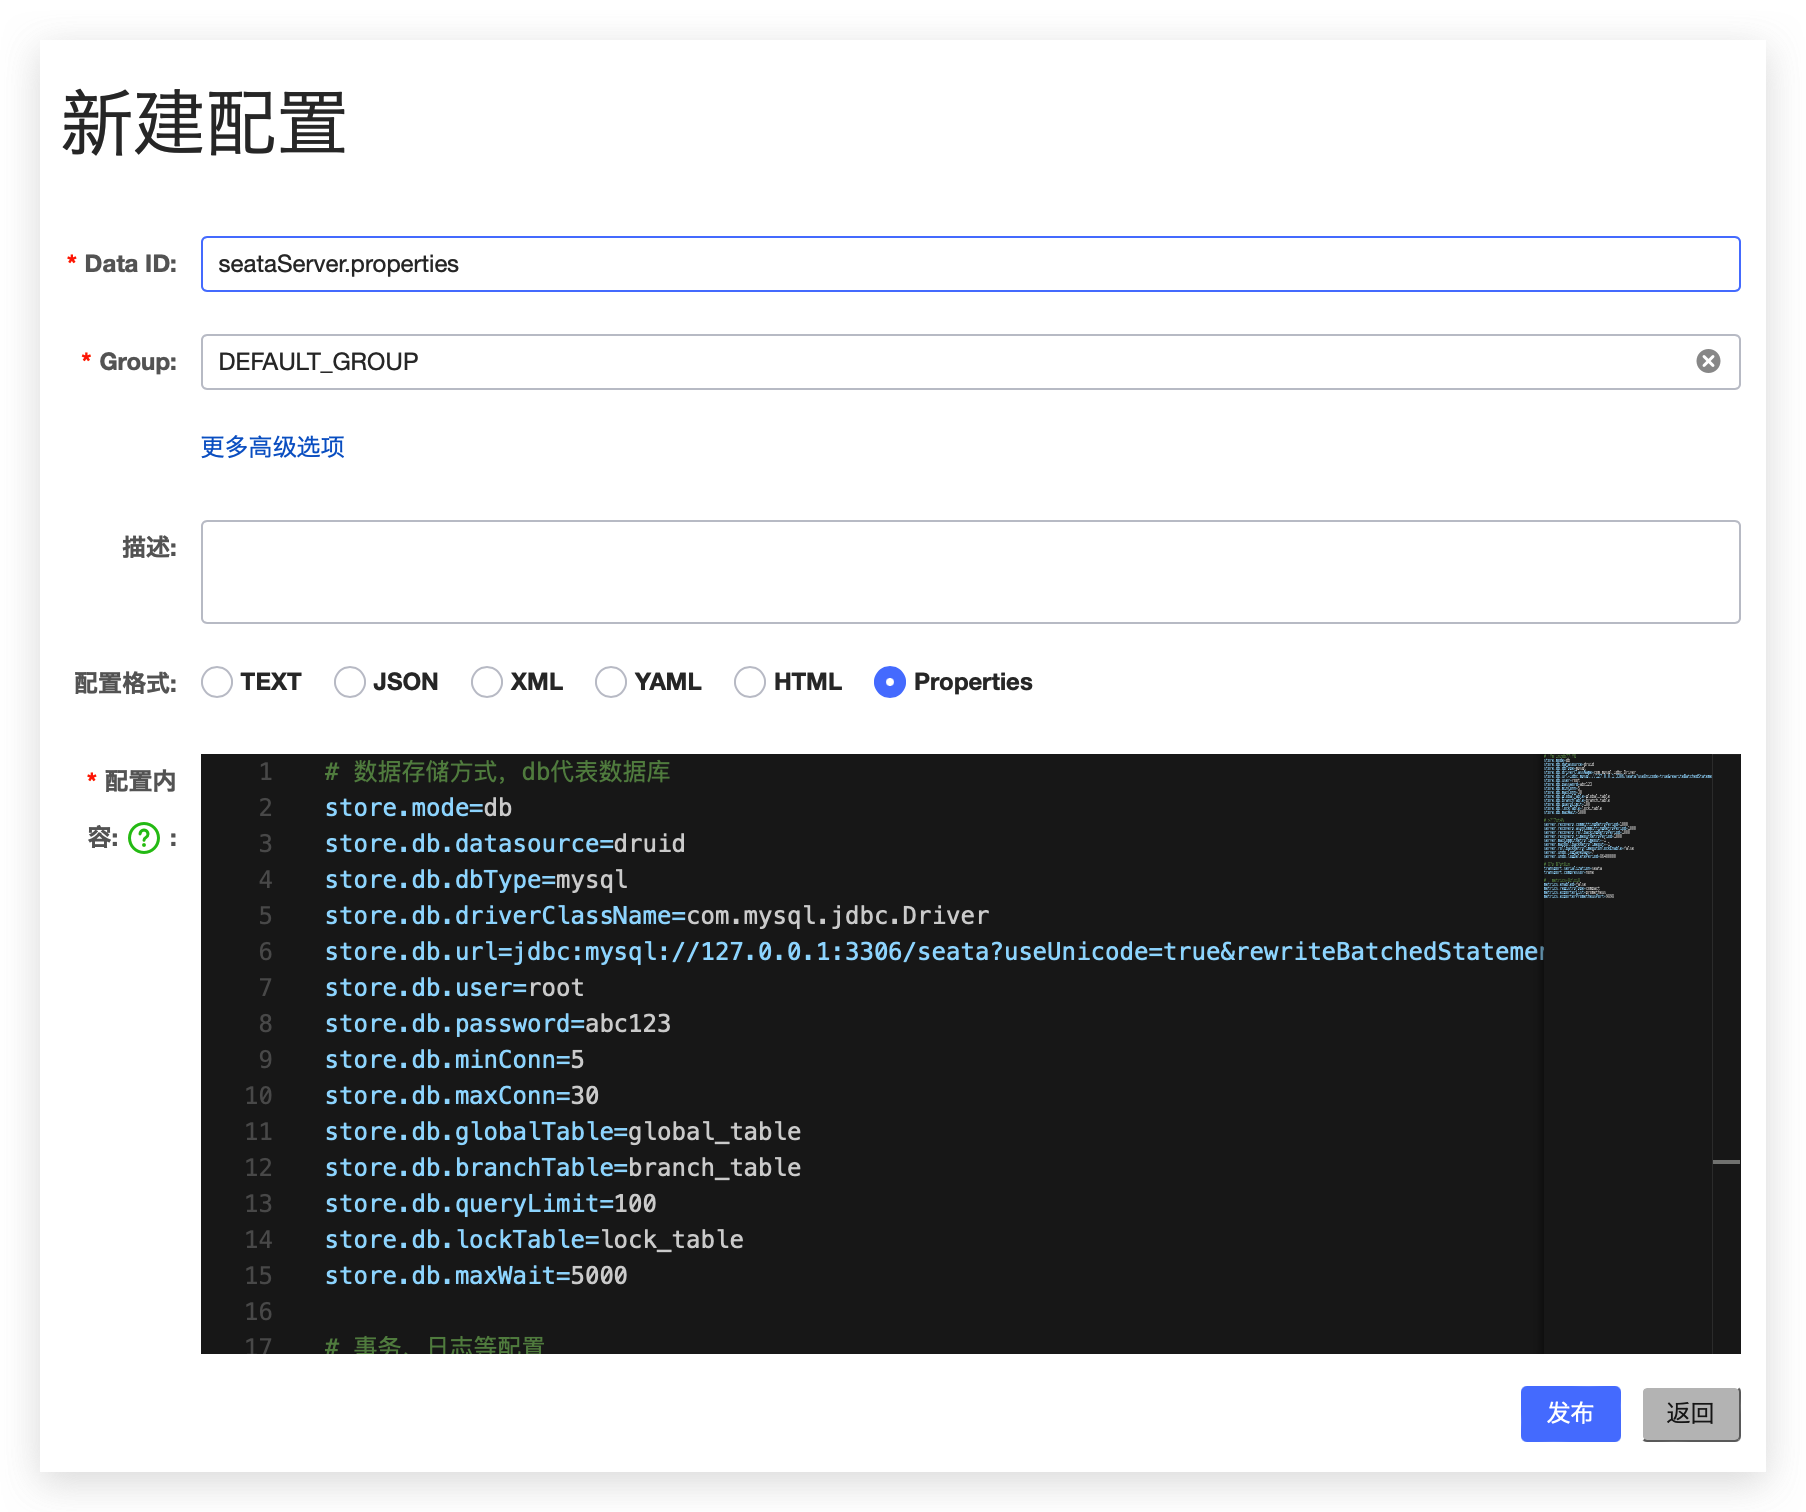 新建配置
* Data ID: seataServer.properties
* Group: DEFAULT_GROUP
更多高级选项
描述:
配置格式: TEXT JSON XML YAML HTML Properties
* 配置内容: ? :
1 # 数据存储方式，db代表数据库
2 store.mode=db
3 store.db.datasource=druid
4 store.db.dbType=mysql
5 store.db.driverClassName=com.mysql.jdbc.Driver
6 store.db.url=jdbc:mysql://127.0.0.1:3306/seata?useUnicode=true&rewriteBatchedStatemen
7 store.db.user=root
8 store.db.password=abc123
9 store.db.minConn=5
10 store.db.maxConn=30
11 store.db.globalTable=global_table
12 store.db.branchTable=branch_table
13 store.db.queryLimit=100
14 store.db.lockTable=lock_table
15 store.db.maxWait=5000
16
17 # 事务、日志等配置
发布 返回